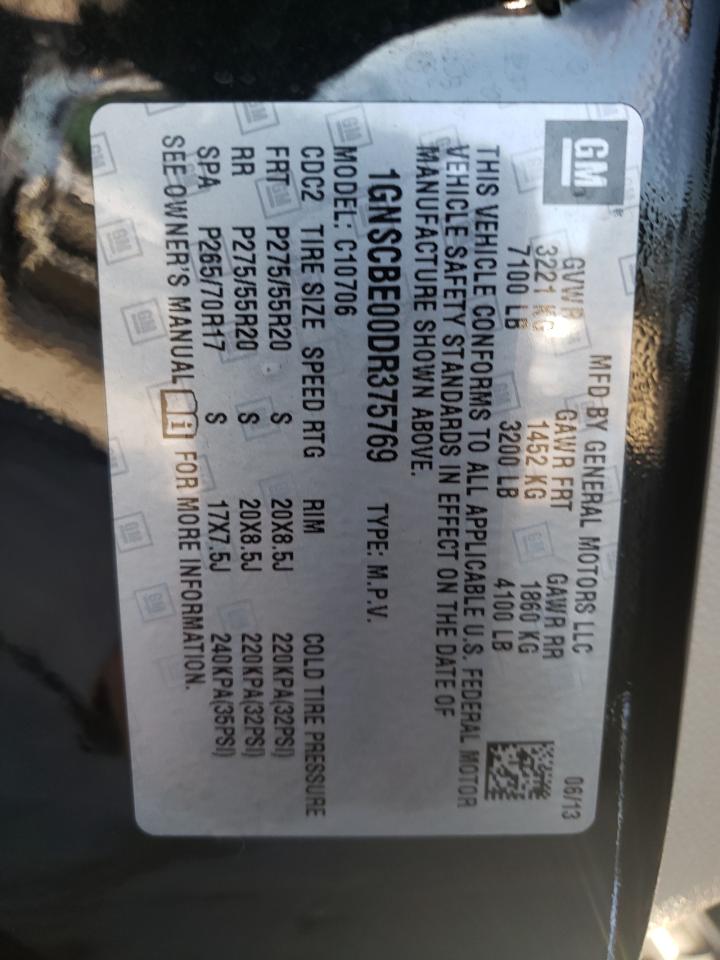 GM
MFD BY GENERAL MOTORS LLC 06/13
GVWR GAWR FRT GAWR RR
3221 KG 1452 KG 1860 KG
7100 LB 3200 LB 4100 LB
THIS VEHICLE CONFORMS TO ALL APPLICABLE U.S. FEDERAL MOTOR
VEHICLE SAFETY STANDARDS IN EFFECT ON THE DATE OF
MANUFACTURE SHOWN ABOVE.
1GNSCBE00DR375769 TYPE: M.P.V.
MODEL: C10706
CDC2 TIRE SIZE SPEED RTG RIM COLD TIRE PRESSURE
FRT P275/55R20 S 20X8.5J 220KPA(32PSI)
RR P275/55R20 S 20X8.5J 220KPA(32PSI)
SPA P265/70R17 S 17X7.5J 240KPA(35PSI)
SEE OWNER'S MANUAL i FOR MORE INFORMATION.